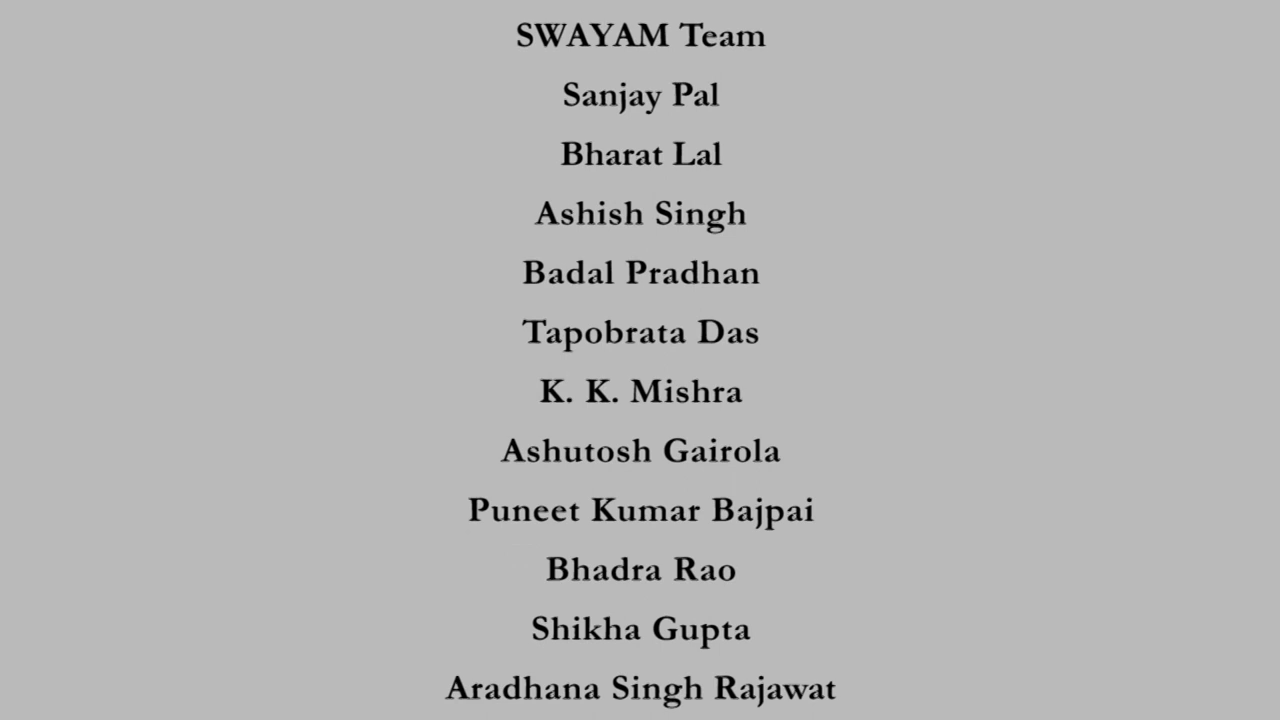 SWAYAM Team
Sanjay Pal
Bharat Lal
Ashish Singh
Badal Pradhan
Tapobrata Das
K. K. Mishra
Ashutosh Gairola
Puneet Kumar Bajpai
Bhadra Rao
Shikha Gupta
Aradhana Singh Rajawat